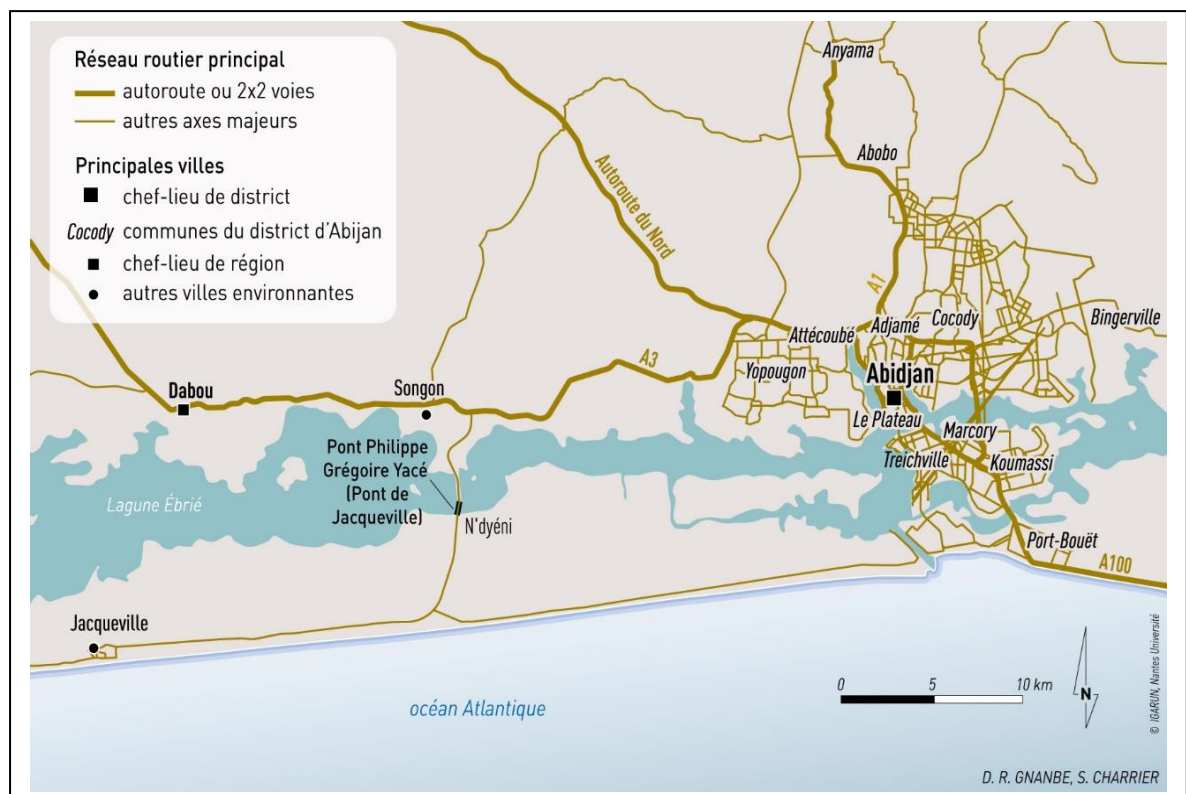 Réseau routier principal
autoroute ou 2x2 voies
autres axes majeurs
Principales villes
chef-lieu de district
Cocody communes du district d'Abijan
chef-lieu de région
autres villes environnantes
Anyama
Abobo
Autoroute du Nord
A1
Bingerville
Cocody
Adjamé
Attécoubé
Yopougon
A3
Abidjan
Dabou
Songon
Le Plateau
Marcory
Treichville
Koumassi
Pont Philippe
Grégoire Yacé
(Pont de
Jacqueville)
Lagune Ébrié
N'dyéni
Port-Bouët
A100
Jacqueville
océan Atlantique
0 5 10 km
N
© IGARUN, Nantes Université
D. R. GNANBE, S. CHARRIER